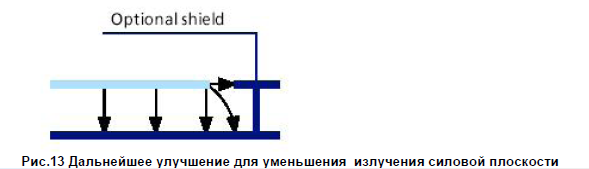 Optional shield
Рис.13 Дальнейшее улучшение для уменьшения излучения силовой плоскости